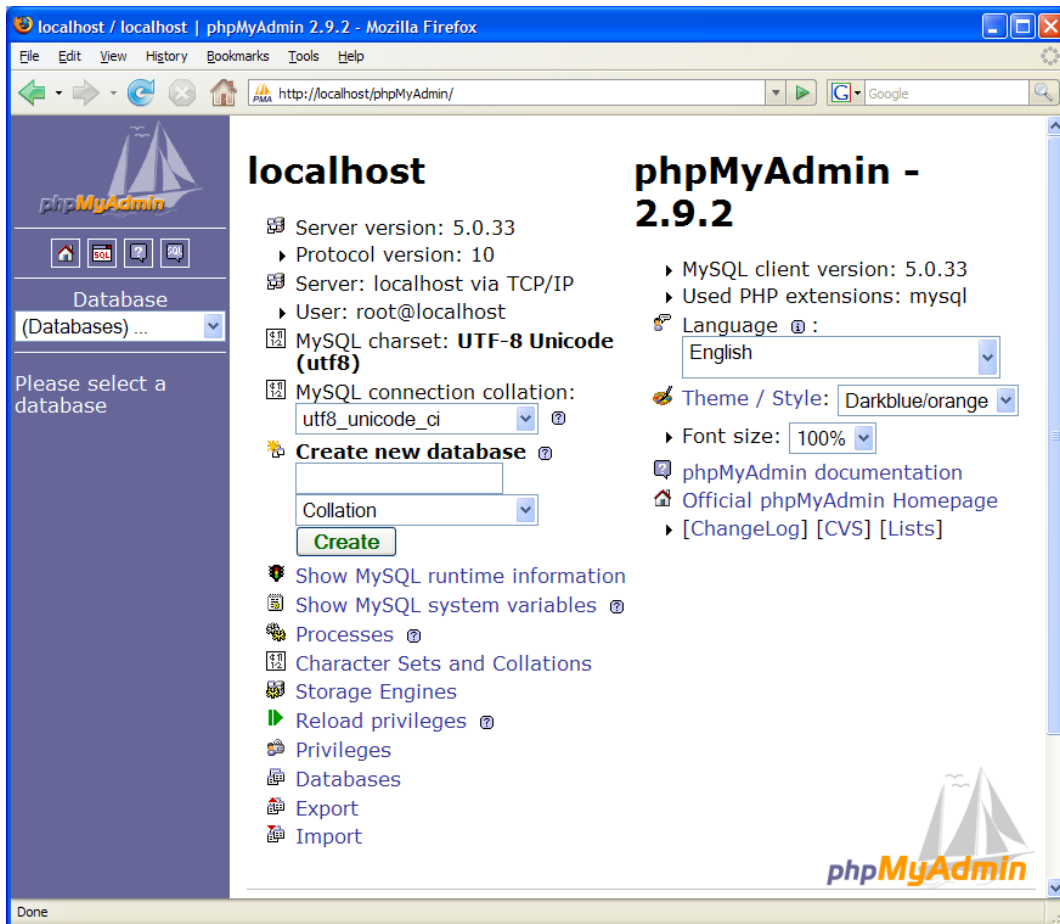 localhost / localhost | phpMyAdmin 2.9.2 - Mozilla Firefox
File Edit View History Bookmarks Tools Help
PMA http://localhost/phpMyAdmin/
G Google
phpMyAdmin
SQL ? SQL
Database
(Databases) ...
Please select a
database
localhost
Server version: 5.0.33
Protocol version: 10
Server: localhost via TCP/IP
User: root@localhost
MySQL charset: UTF-8 Unicode
(utf8)
MySQL connection collation:
utf8_unicode_ci ?
Create new database ?
Collation
Create
Show MySQL runtime information
Show MySQL system variables ?
Processes ?
Character Sets and Collations
Storage Engines
Reload privileges ?
Privileges
Databases
Export
Import
phpMyAdmin -
2.9.2
MySQL client version: 5.0.33
Used PHP extensions: mysql
Language i :
English
Theme / Style: Darkblue/orange
Font size: 100%
phpMyAdmin documentation
Official phpMyAdmin Homepage
[ChangeLog] [CVS] [Lists]
phpMyAdmin
Done